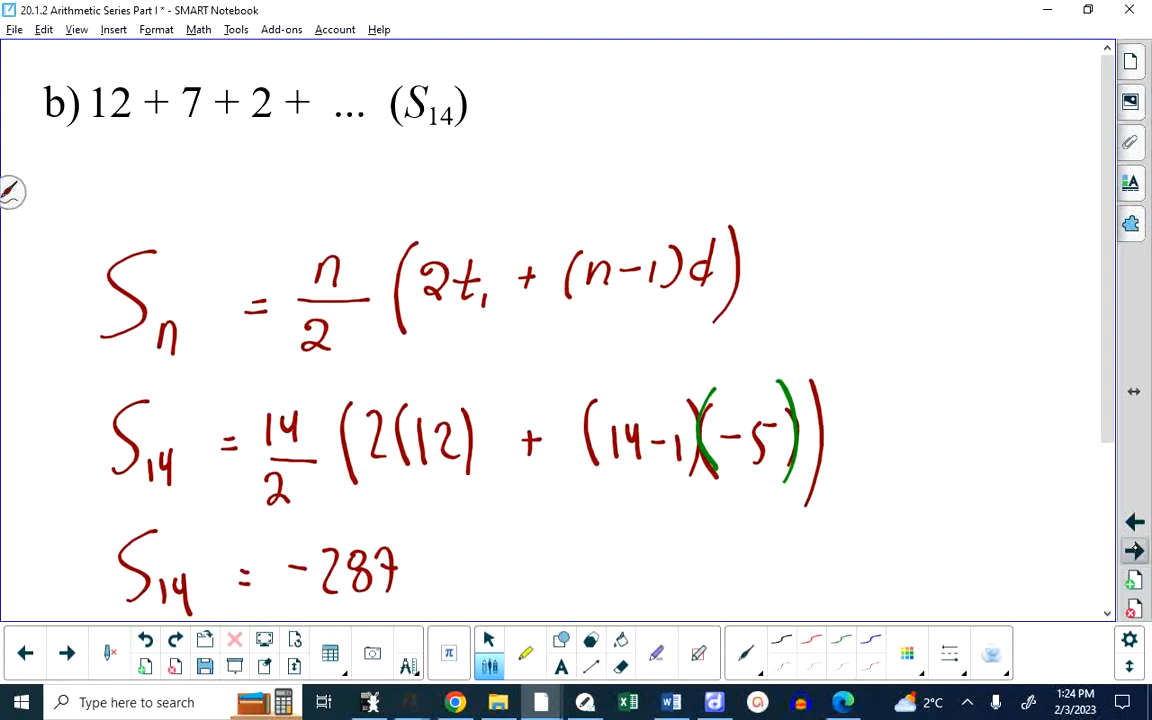 20.1.2 Arithmetic Series Part I * - SMART Notebook
File Edit View Insert Format Math Tools Add-ons Account Help
b) 12 + 7 + 2 + ... (S₁₄)
Sₙ = n/2 (2t₁ + (n-1)d)
S₁₄ = 14/2 (2(12) + (14-1)(-5))
S₁₄ = -287
Type here to search
2°C
1:24 PM
2/3/2023